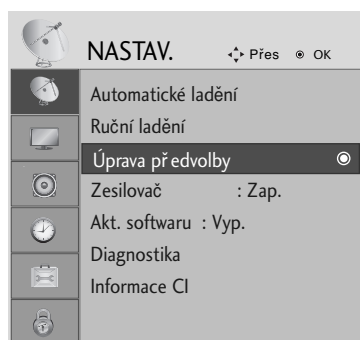 NASTAV. Přes OK
Automatické ladění
Ruční ladění
Úprava předvolby
Zesilovač : Zap.
Akt. softwaru : Vyp.
Diagnostika
Informace CI